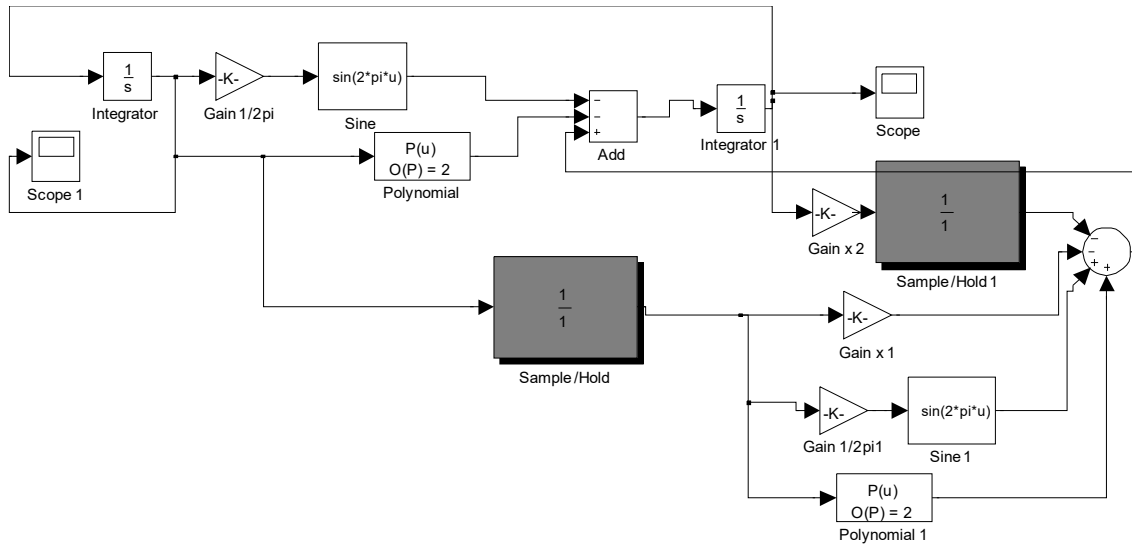 1
s
Integrator
-K-
Gain 1/2pi
sin(2*pi*u)
Sine
Scope 1
P(u)
O(P) = 2
Polynomial
−
−
+
Add
1
s
Integrator 1
Scope
-K-
Gain x 2
1
1
Sample/Hold 1
−
−
+
+
1
1
Sample/Hold
-K-
Gain x 1
-K-
Gain 1/2pi1
sin(2*pi*u)
Sine 1
P(u)
O(P) = 2
Polynomial 1